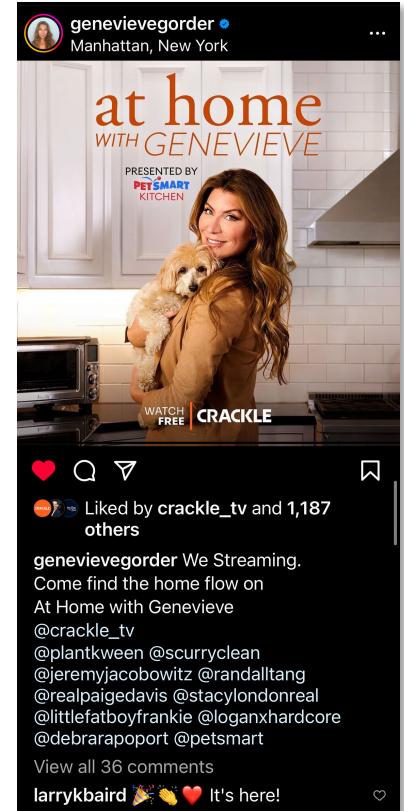 genevievegorder
Manhattan, New York
at home
WITH GENEVIEVE
PRESENTED BY
PETSMART
KITCHEN
WATCH
FREE
CRACKLE
Liked by crackle_tv and 1,187
others
genevievegorder We Streaming.
Come find the home flow on
At Home with Genevieve
@crackle_tv
@plantkween @scurryclean
@jeremyjacobowitz @randalltang
@realpaigedavis @stacylondonreal
@littlefatboyfrankie @loganxhardcore
@debrarapoport @petsmart
View all 36 comments
larrykbaird 🎉👏❤️ It's here!